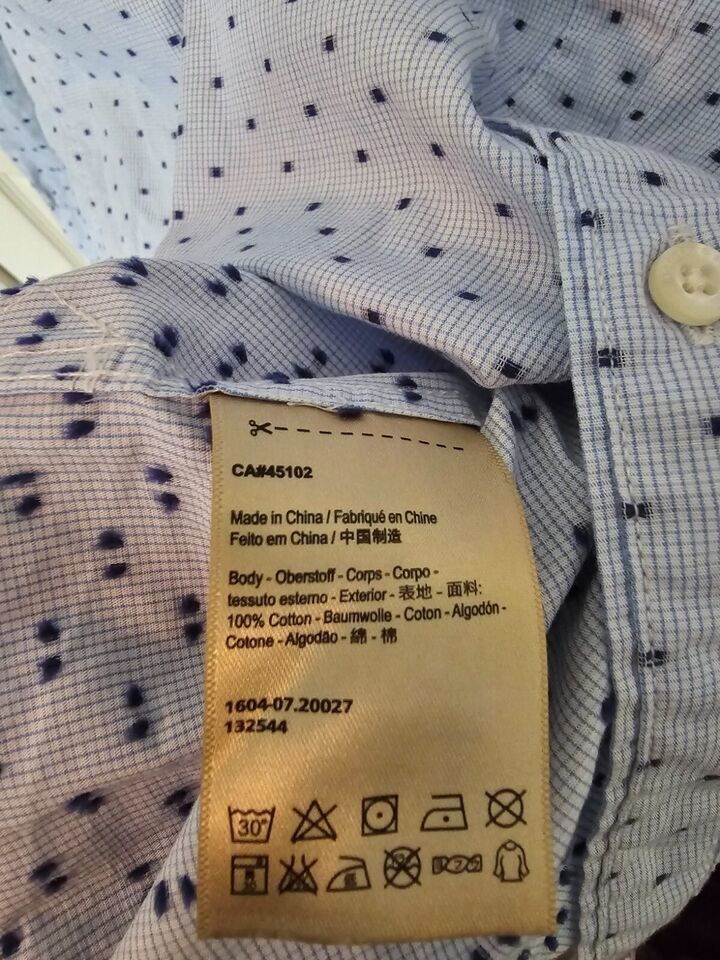 CA#45102
Made in China / Fabriqué en Chine
Feito em China / 中国制造
Body - Oberstoff - Corps - Corpo -
tessuto esterno - Exterior - 表地 - 面料:
100% Cotton - Baumwolle - Coton - Algodón -
Cotone - Algodão - 綿 - 棉
1604-07.20027
132544
30°